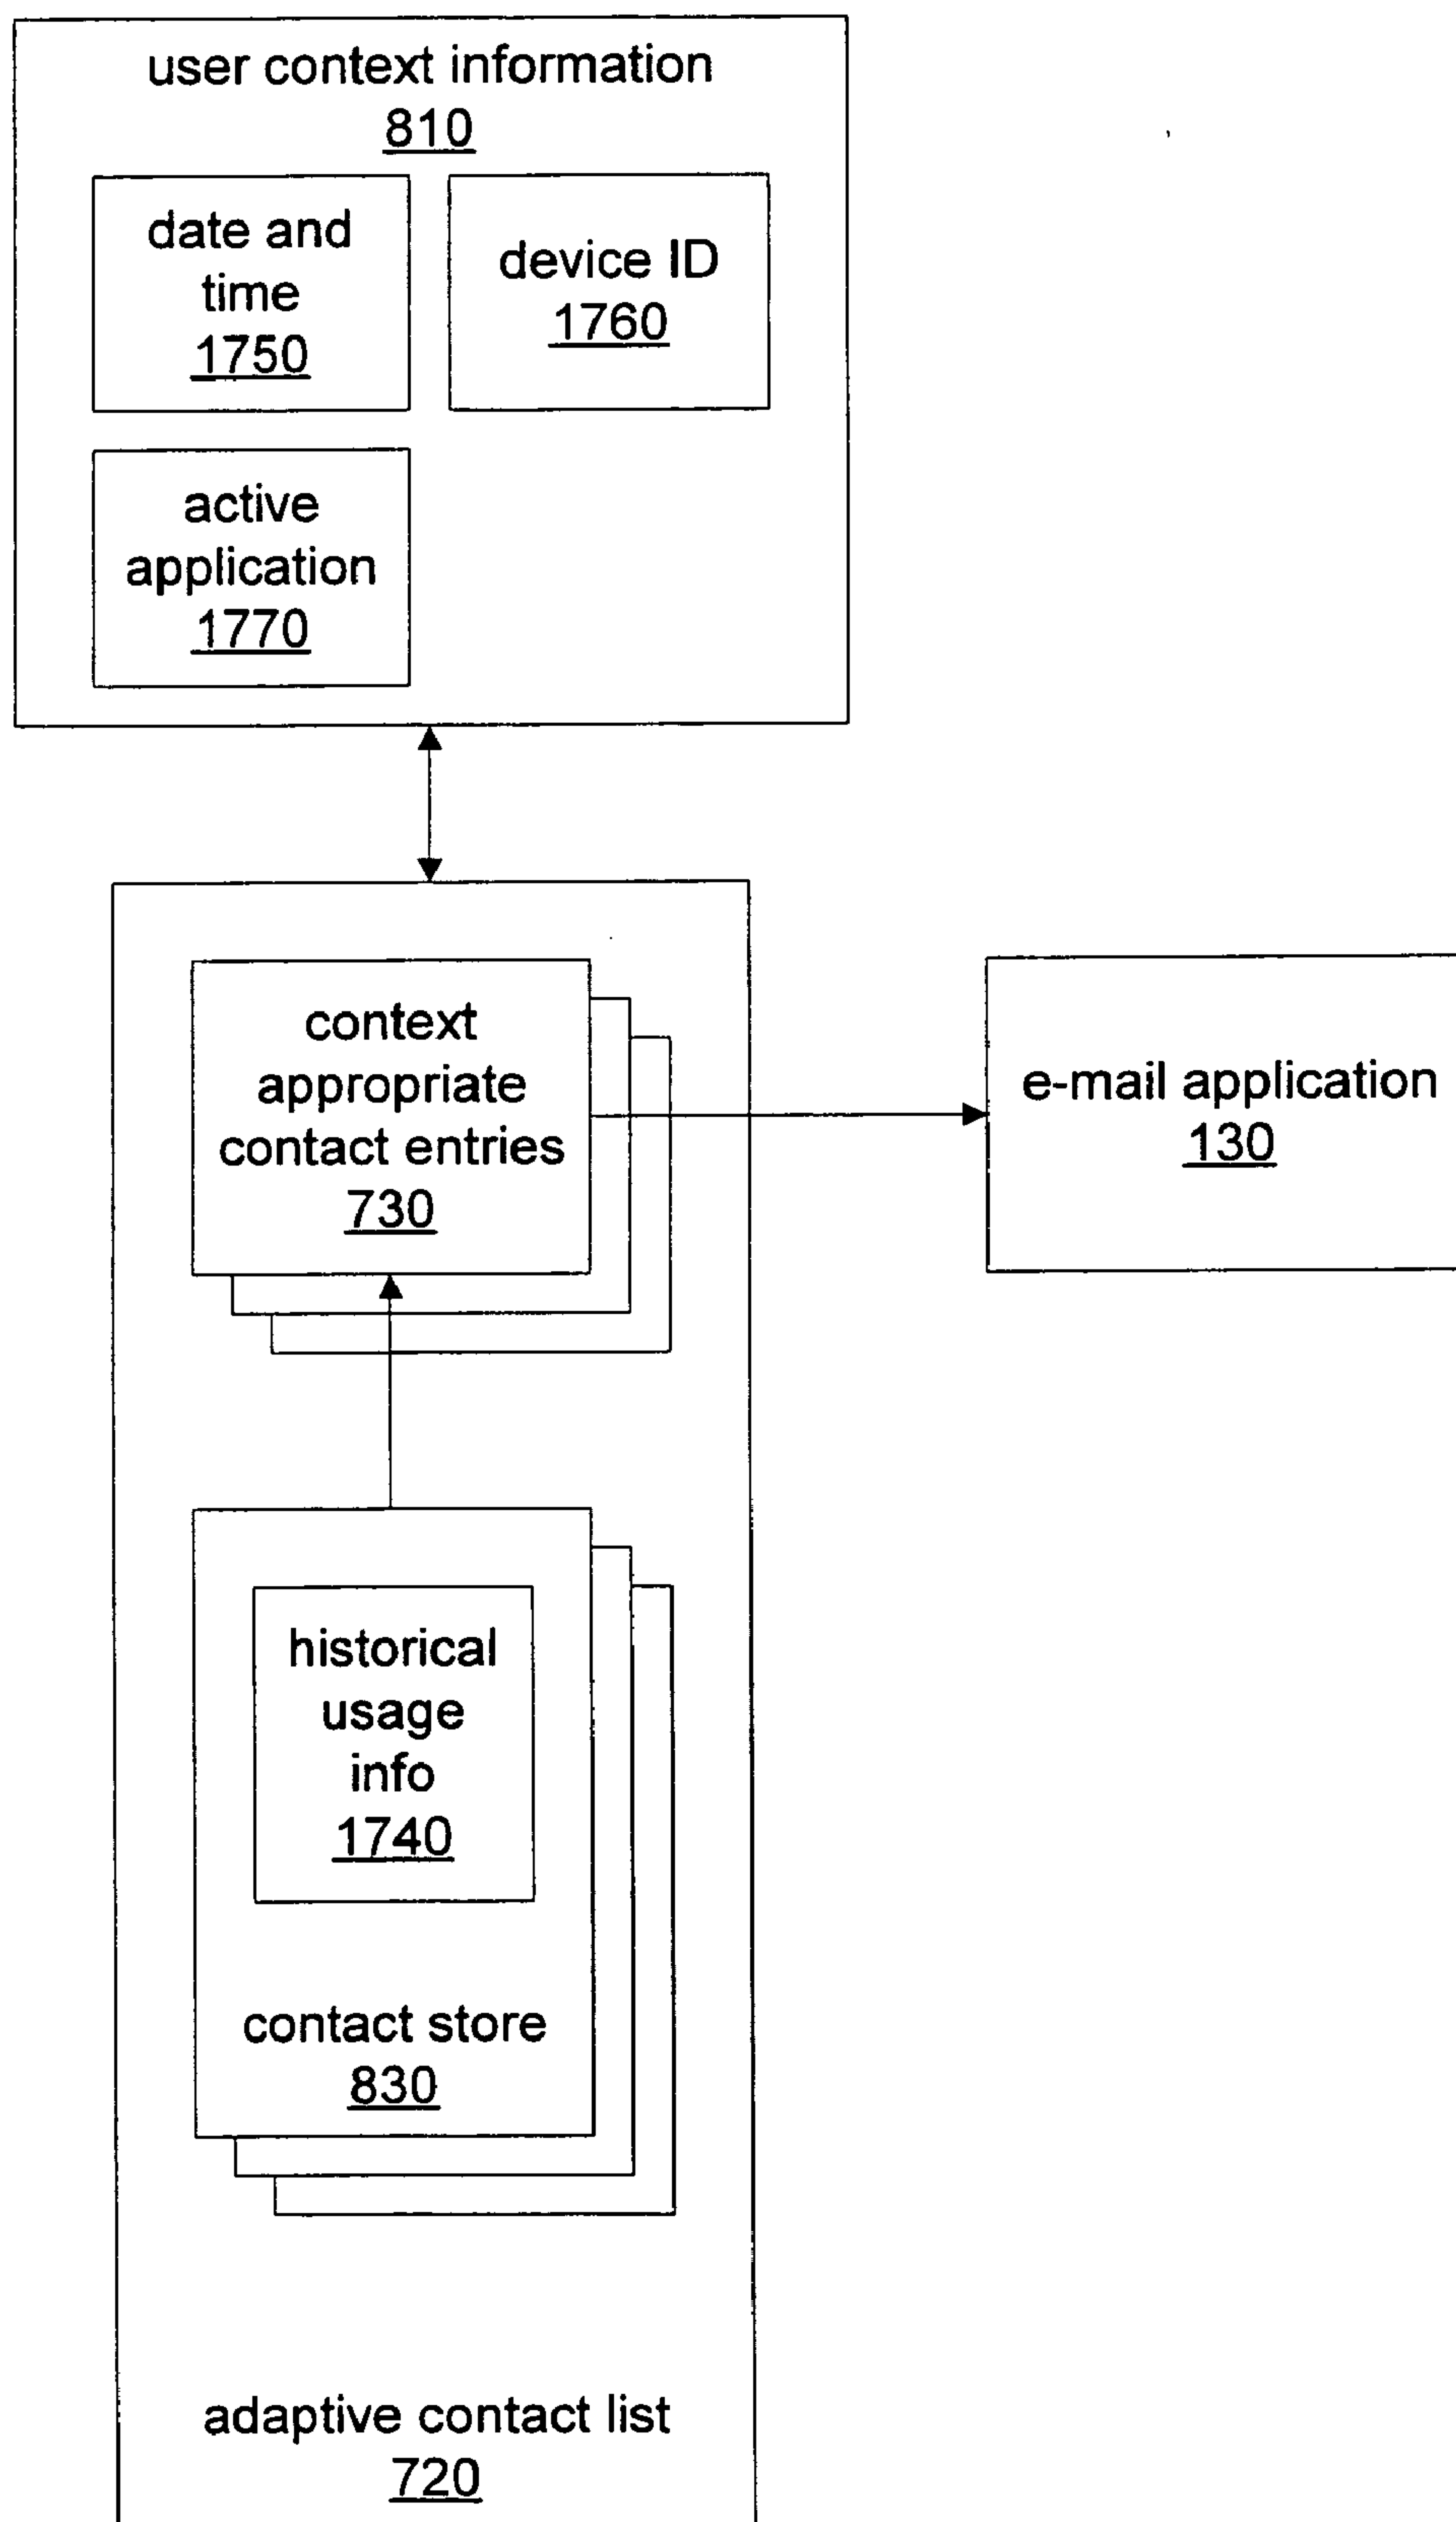 user context information
810
date and
time
1750
device ID
1760
active
application
1770
context
appropriate
contact entries
730
e-mail application
130
historical
usage
info
1740
contact store
830
adaptive contact list
720